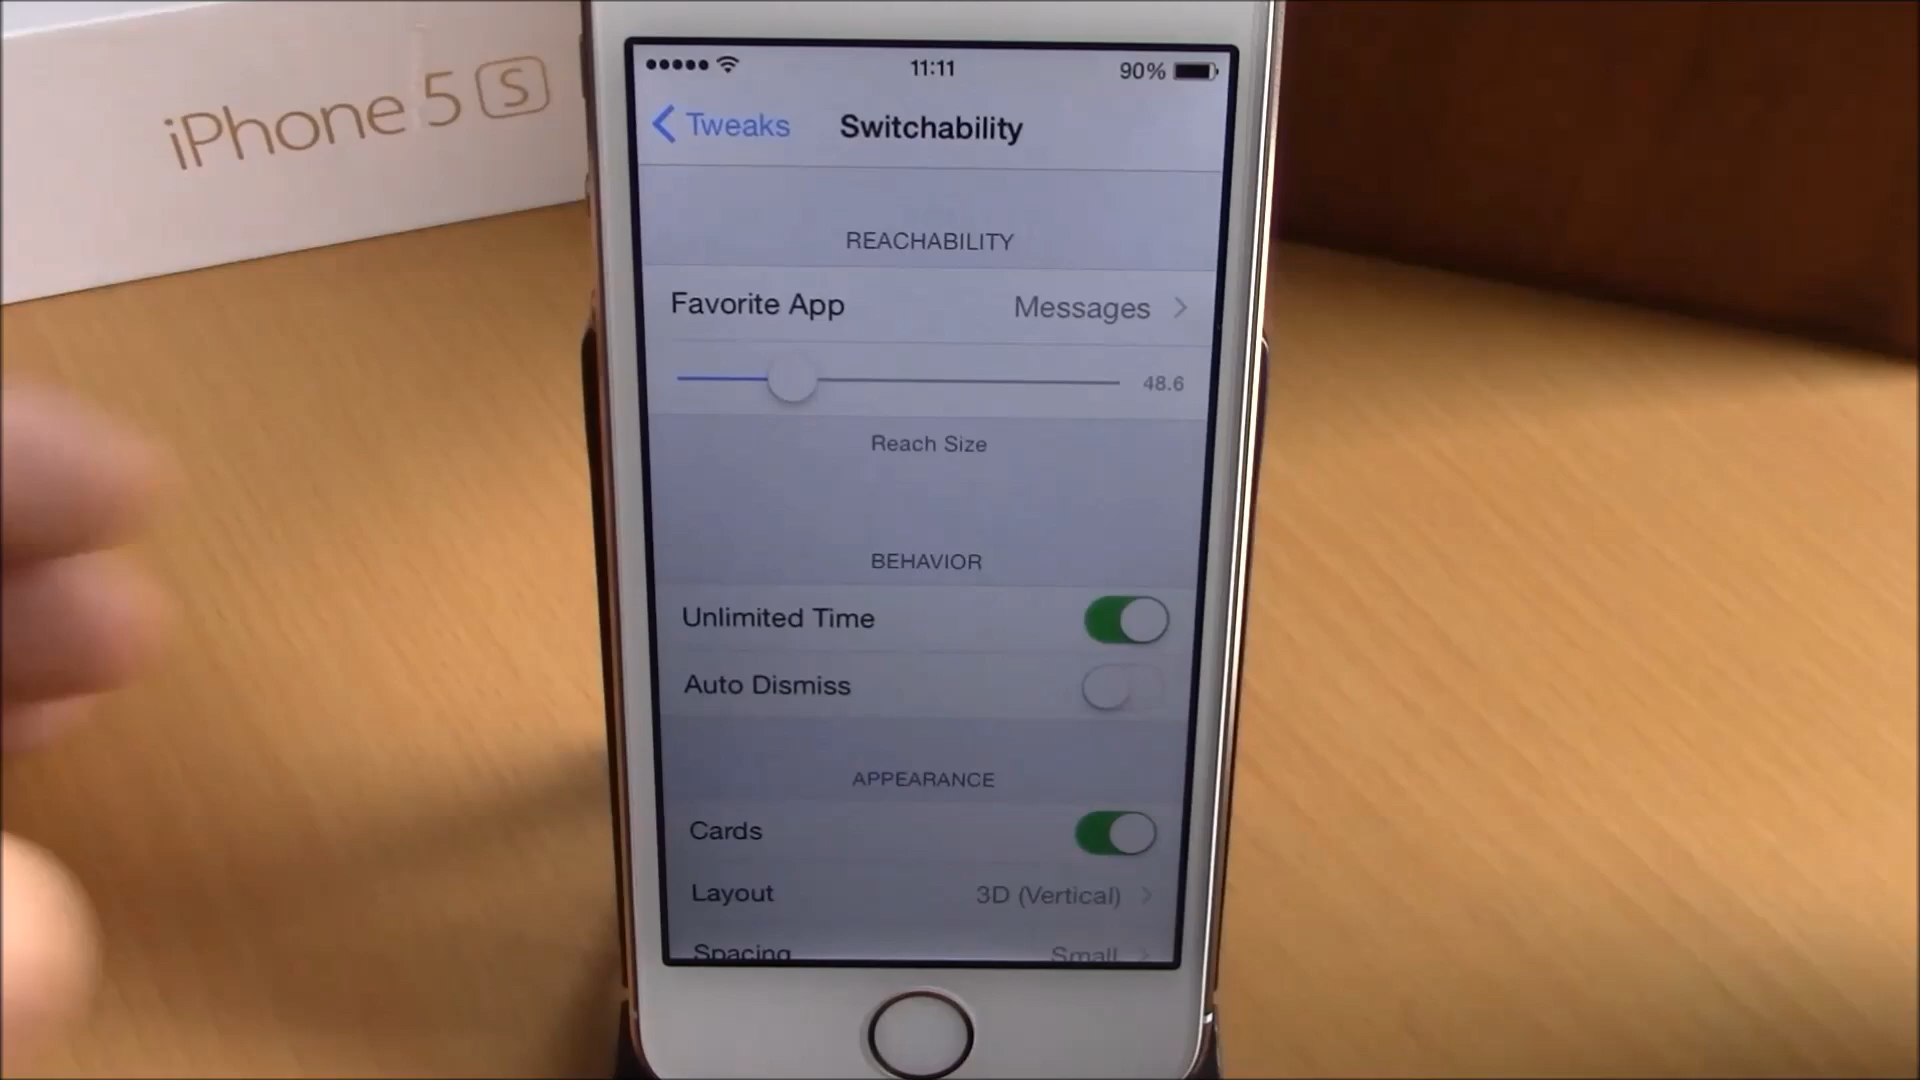 iPhone 5 S
11:11
90%
Tweaks
Switchability
REACHABILITY
Favorite App
Messages
48.6
Reach Size
BEHAVIOR
Unlimited Time
Auto Dismiss
APPEARANCE
Cards
Layout
3D (Vertical)
Spacing
Small